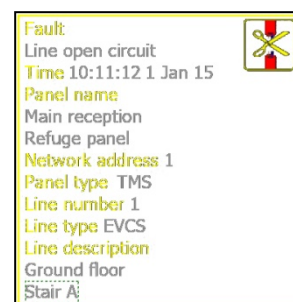 Fault:
Line open circuit
Time 10:11:12 1 Jan 15
Panel name
Main reception
Refuge panel
Network address 1
Panel type TMS
Line number 1
Line type EVCS
Line description
Ground floor
Stair A